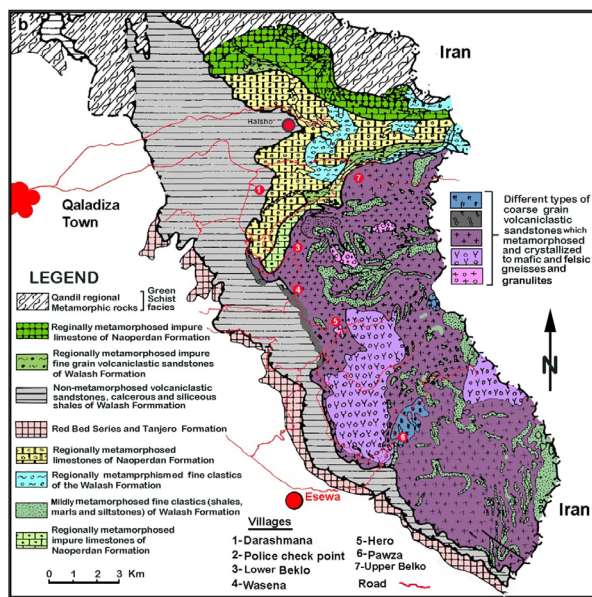 b
Iran
Halsho
1
7
Qaladiza
Town
Different types of
coarse grain
volcaniclastic
sandstones which
metamorphosed and
crystallized to
mafic and felsic
gneisses and
granulites
3
LEGEND
4
Qandil regional
Metamorphic rocks
Green
Schist
facies
5
N
Reginally metamorphosed impure
limestone of Naoperdan Formation
Regionally metamorphosed impure
fine grain volcaniclastic sandstones
of Walash Formation
Non-metamorphosed volcaniclastic
sandstones, calcerous and siliceous
shales of Walash Formmation
Red Bed Series and Tanjero Formation
6
Regionally metamorphosed
limestones of Naoperdan Formation
Regionally metamprphismed fine clastics
of the Walash Formation
Esewa
Iran
Mildly metamorphosed fine clastics (shales,
marls and siltstones) of Walash Formation
Villages
1- Darashmana
2- Police check point
3- Lower Beklo
4- Wasena
5- Hero
6- Pawza
7-Upper Belko
Road
Regionally metamorphosed
impure limestones of
Naoperdan Formation
0 1 2 3 Km